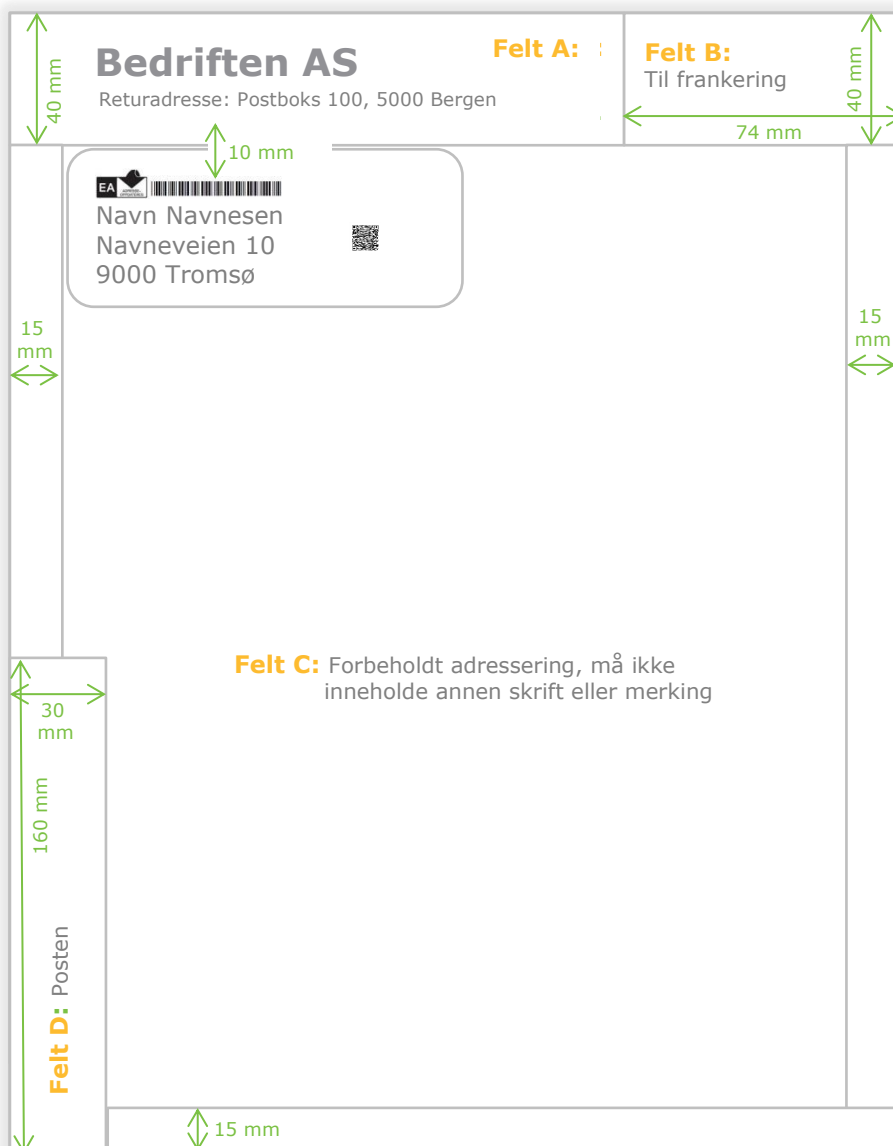 Bedriften AS
Returadresse: Postboks 100, 5000 Bergen
Felt A:
Felt B:
Til frankering
40 mm
40 mm
74 mm
10 mm
EA
Navn Navnesen
Navneveien 10
9000 Tromsø
15
mm
15
mm
Felt C: Forbeholdt adressering, må ikke
inneholde annen skrift eller merking
30
mm
160 mm
Felt D: Posten
15 mm